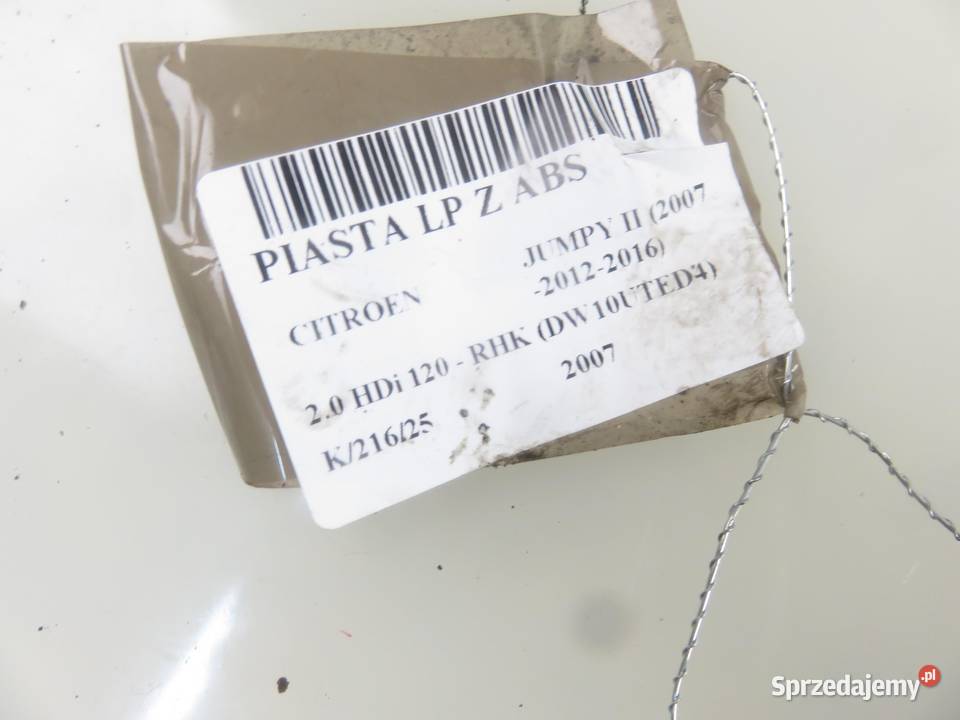 PIASTA LP Z ABS
CITROEN JUMPY II (2007
-2012-2016)
2.0 HDi 120 - RHK (DW10UTED4)
K/216/25 2007
Sprzedajemy.pl